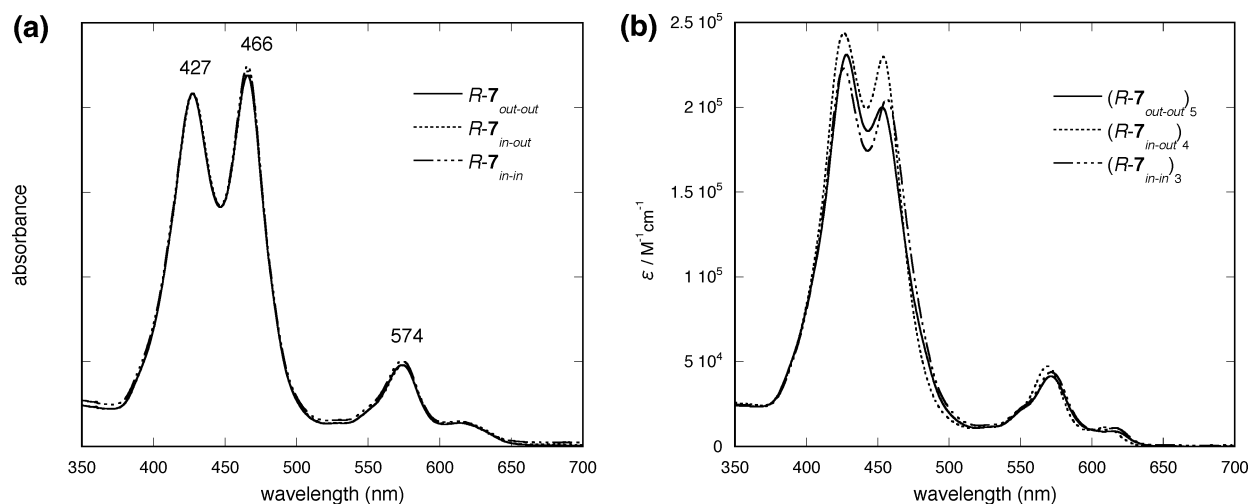 (a)
466
427
574
R-7out-out
R-7in-out
R-7in-in
absorbance
350 400 450 500 550 600 650 700
wavelength (nm)
(b)
2.5 10⁵
2 10⁵
1.5 10⁵
1 10⁵
5 10⁴
0
(R-7out-out)5
(R-7in-out)4
(R-7in-in)3
ε / M⁻¹cm⁻¹
350 400 450 500 550 600 650 700
wavelength (nm)